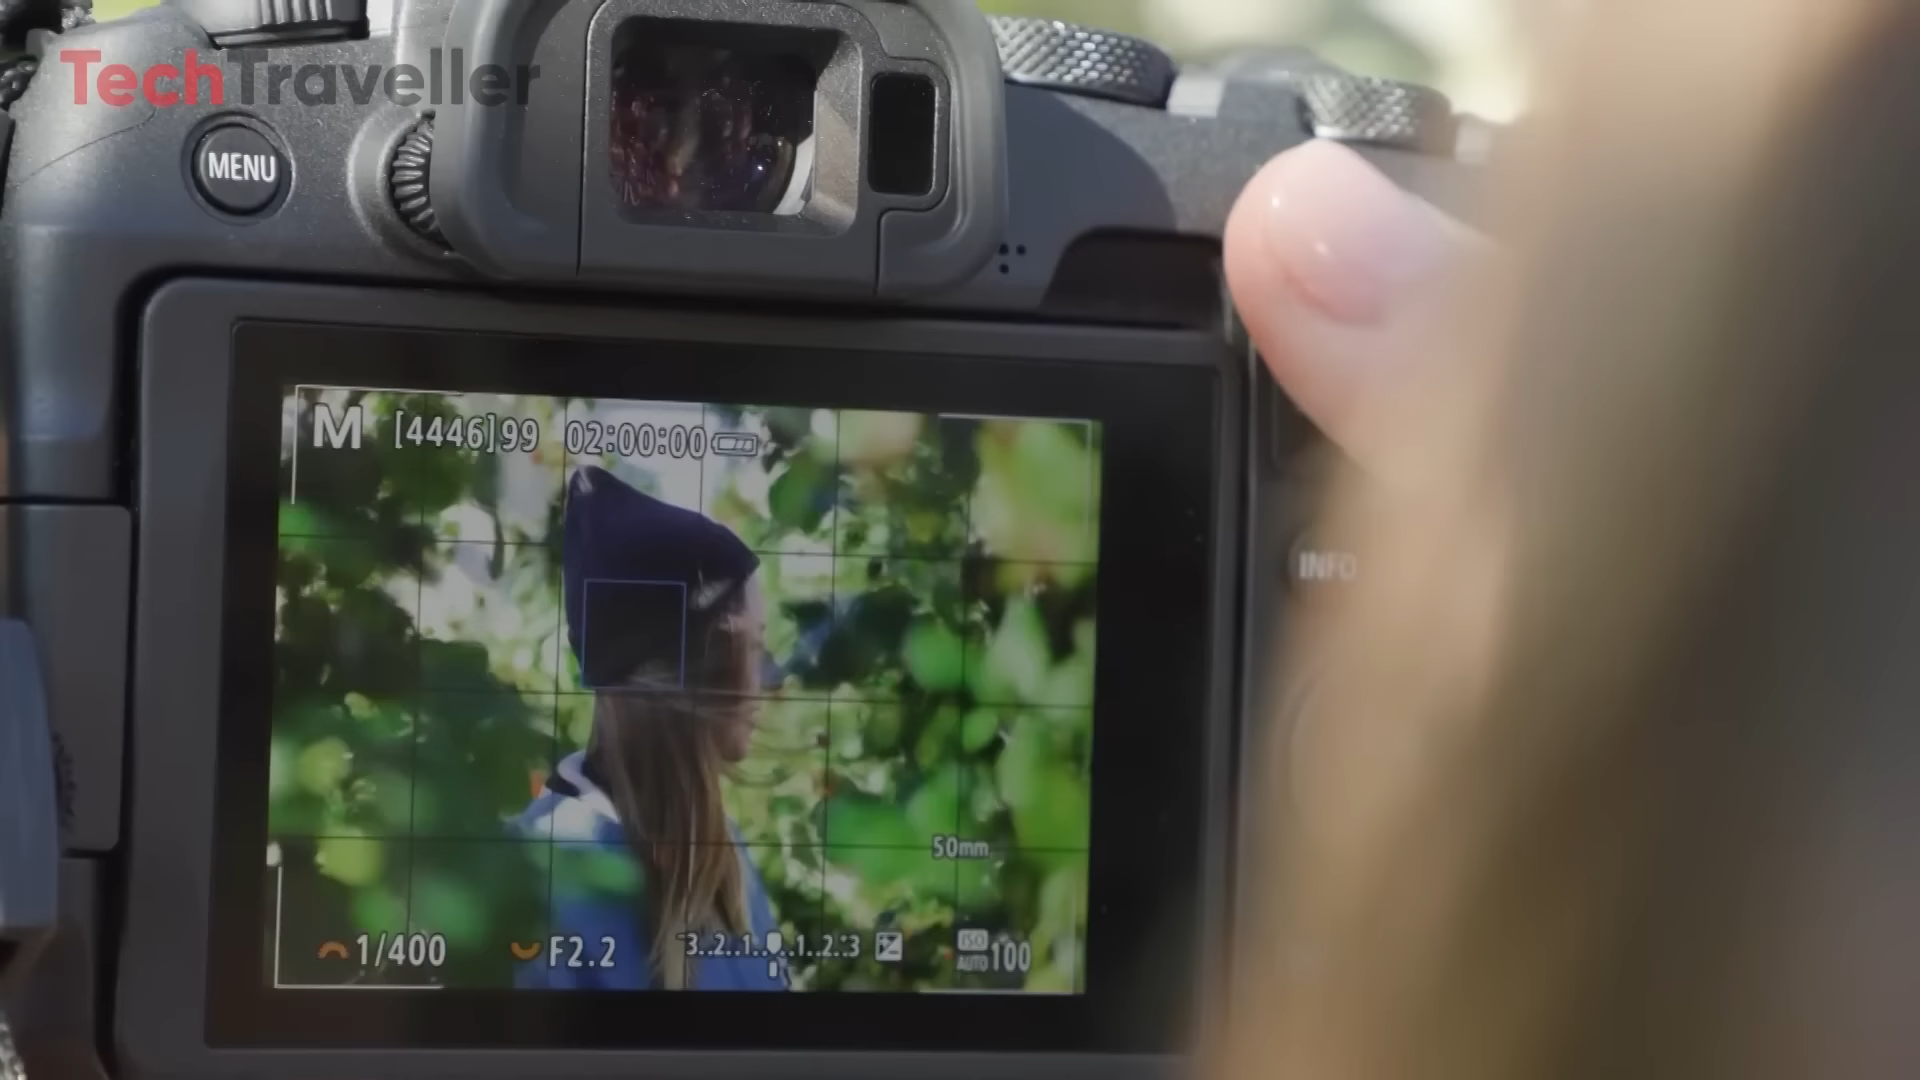 TechTraveller
MENU
M [4446]99 02:00:00
INFO
50mm
1/400 F2.2 3..2..1..1..2..3 ISO AUTO 100